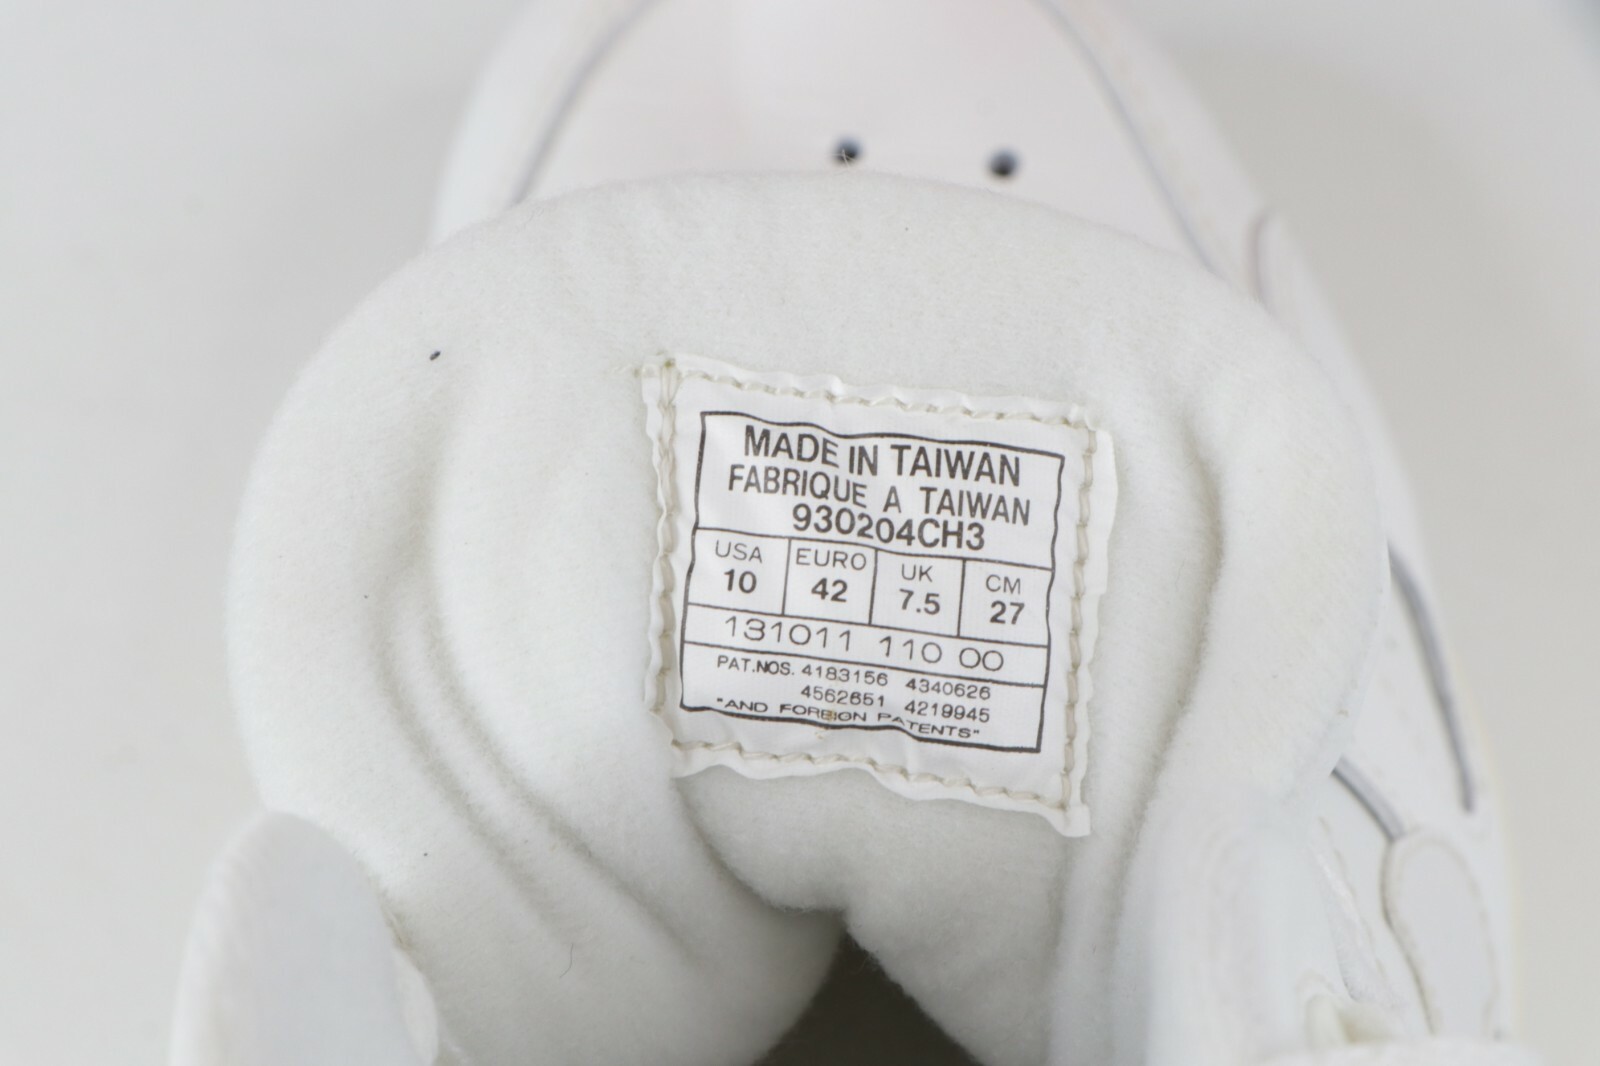 MADE IN TAIWAN
FABRIQUE A TAIWAN
930204CH3
USA EURO UK CM
10 42 7.5 27
131011 110 00
PAT.NOS. 4183156 4340626
4562651 4219945
"AND FOREIGN PATENTS"